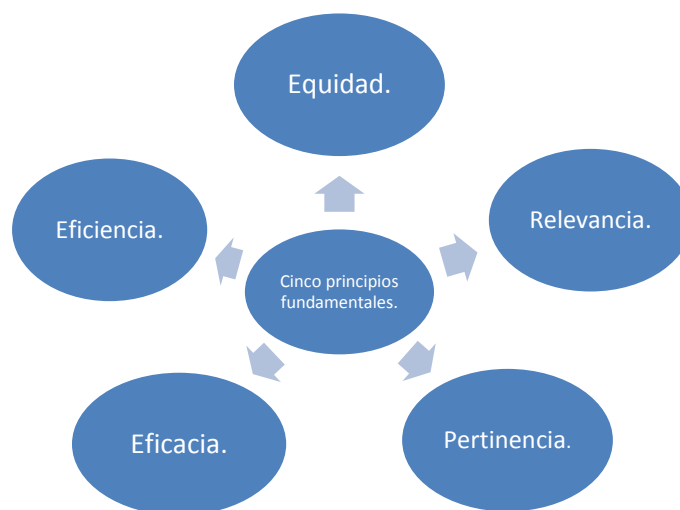 Equidad.
Relevancia.
Eficiencia.
Cinco principios
fundamentales.
Pertinencia.
Eficacia.